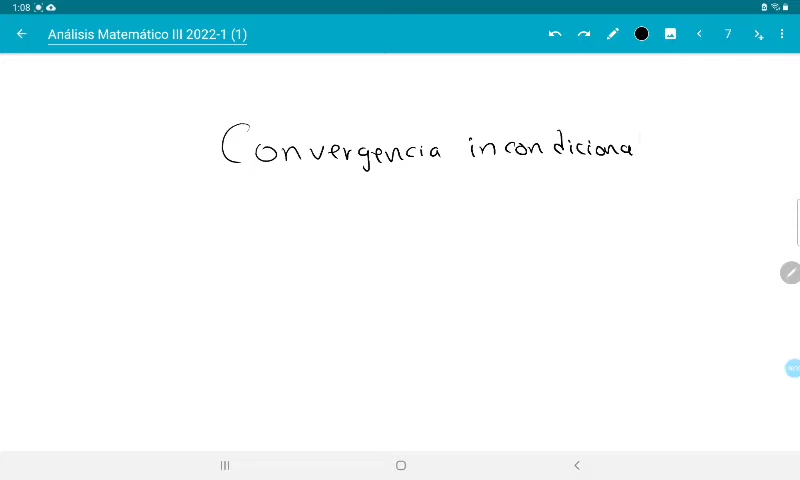 1:08
Análisis Matemático III 2022-1 (1)
7
Convergencia incondiciona